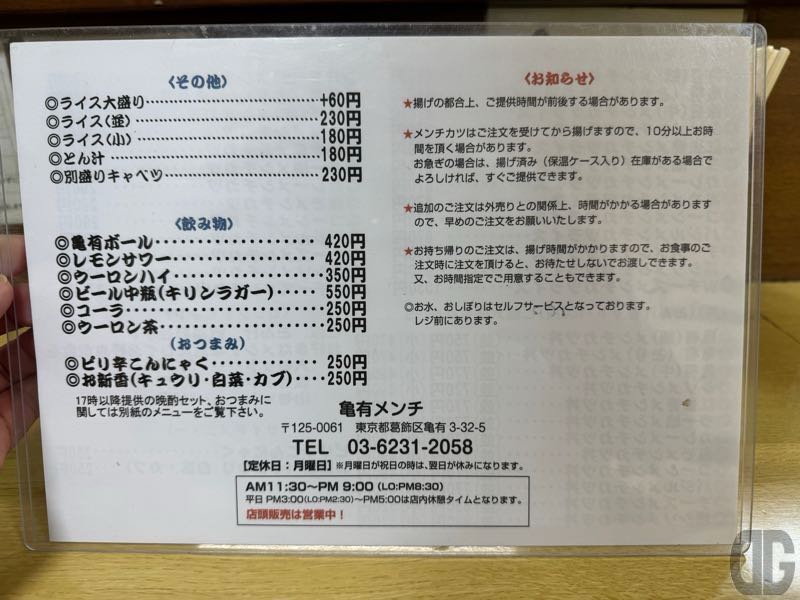 〈その他〉
◎ライス大盛り………………+60円
◎ライス（並）………………230円
◎ライス（小）………………180円
◎とん汁………………180円
◎別盛りキャベツ………………230円
〈飲み物〉
◎亀有ボール………………420円
◎レモンサワー………………420円
◎ウーロンハイ………………350円
◎ビール中瓶（キリンラガー）……550円
◎コーラ………………250円
◎ウーロン茶………………250円
（おつまみ）
◎ピリ辛こんにゃく…………250円
◎お新香（キュウリ・白菜・カブ）‥‥250円
17時以降提供の晩酌セット、おつまみに
関しては別紙のメニューをご覧下さい。
〈お知らせ〉
★揚げの都合上、ご提供時間が前後する場合があります。
★メンチカツはご注文を受けてから揚げますので、10分以上お時
間を頂く場合があります。
お急ぎの場合は、揚げ済み（保温ケース入り）在庫がある場合で
よろしければ、すぐご提供できます。
★追加のご注文は外売りとの関係上、時間がかかる場合があります
ので、早めのご注文をお願いいたします。
★お持ち帰りのご注文は、揚げ時間がかかりますので、お食事のご
注文時に注文を頂けると、お待たせしないでお渡しできます。
又、お時間指定でご用意することもできます。
◎お水、おしぼりはセルフサービスとなっております。
レジ前にあります。
亀有メンチ
〒125-0061 東京都葛飾区亀有 3-32-5
TEL 03-6231-2058
【定休日：月曜日】※月曜日が祝日の時は、翌日が休みになります。
AM11:30〜PM 9:00 (LO:PM8:30)
平日 PM3:00(LO:PM2:30)〜PM5:00は店内休憩タイムとなります。
店頭販売は営業中！